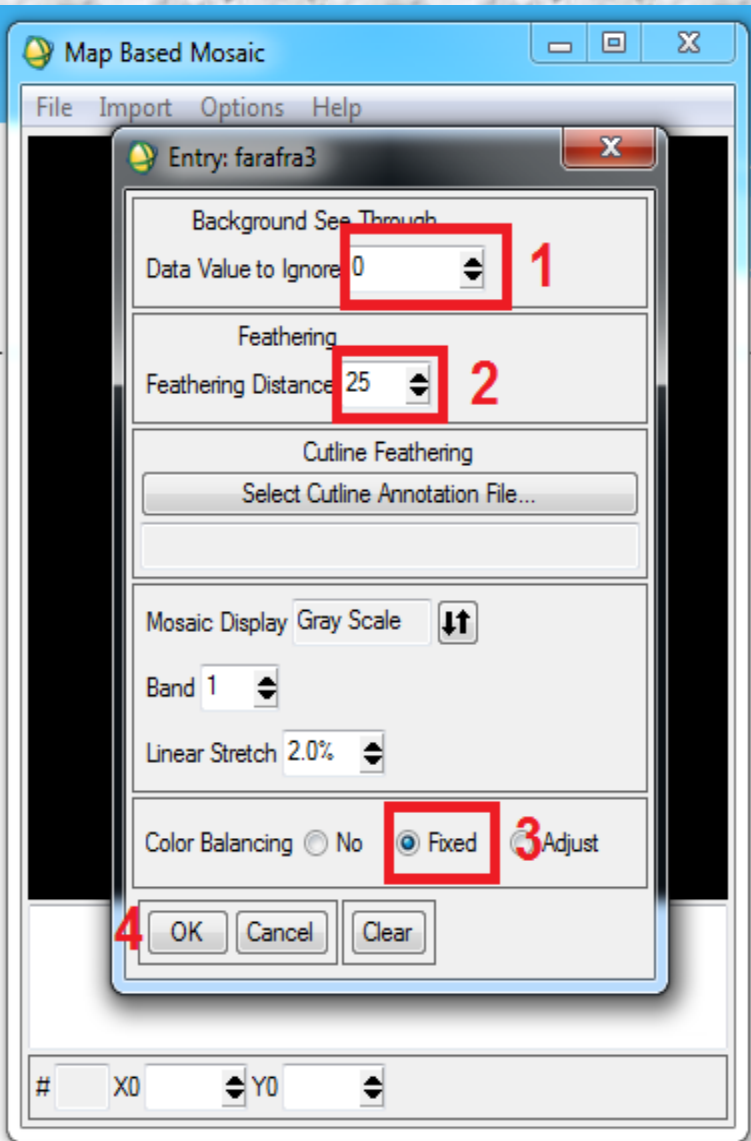 Map Based Mosaic
File Import Options Help
Entry: farafra3
Background See Through
Data Value to Ignore 0 1
Feathering
Feathering Distance 25 2
Cutline Feathering
Select Cutline Annotation File...
Mosaic Display Gray Scale
Band 1
Linear Stretch 2.0%
Color Balancing No Fixed 3 Adjust
4 OK Cancel Clear
# X0 Y0